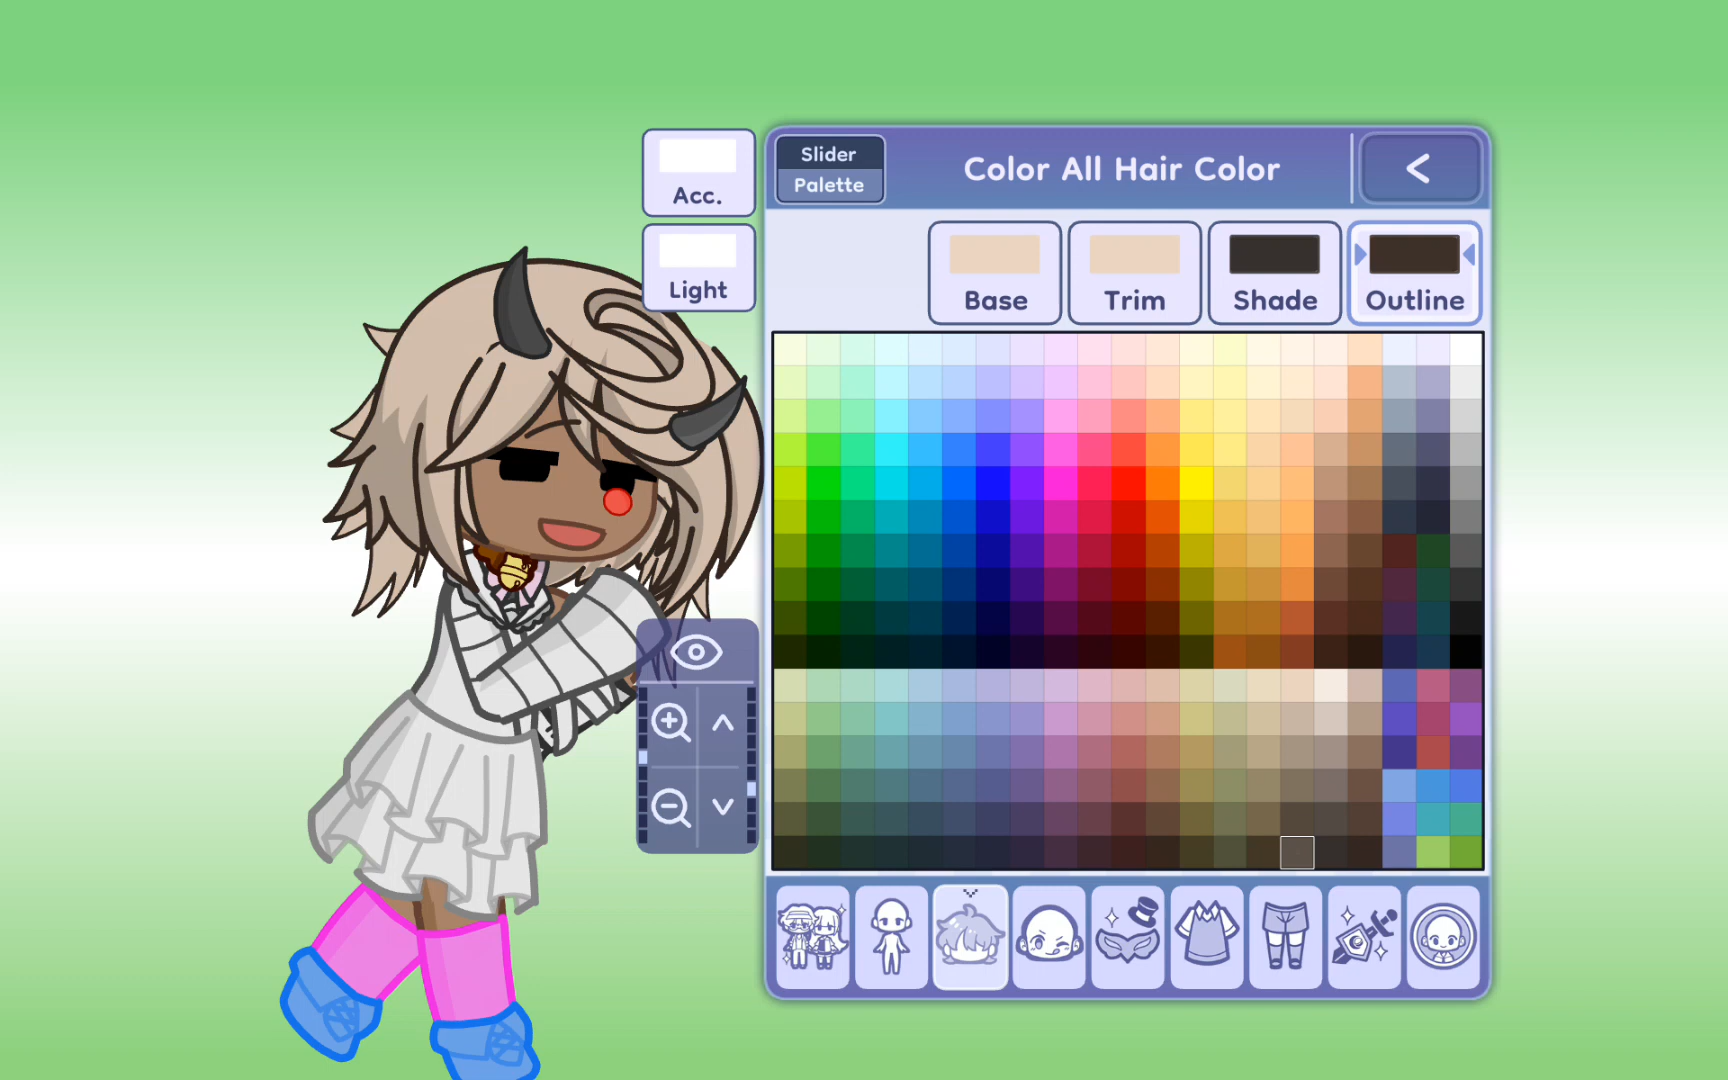 Slider
Palette
Color All Hair Color
<
Acc.
Light
Base
Trim
Shade
Outline